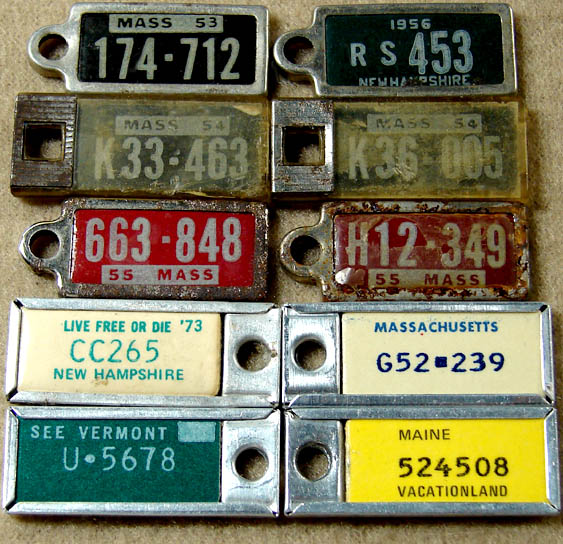 MASS 53
174·712
1956
RS 453
NEW HAMPSHIRE
MASS 54
K33·463
MASS 54
K36·005
663·848
55 MASS
H12·349
55 MASS
LIVE FREE OR DIE '73
CC265
NEW HAMPSHIRE
MASSACHUSETTS
G52▪239
SEE VERMONT
U•5678
MAINE
524508
VACATIONLAND